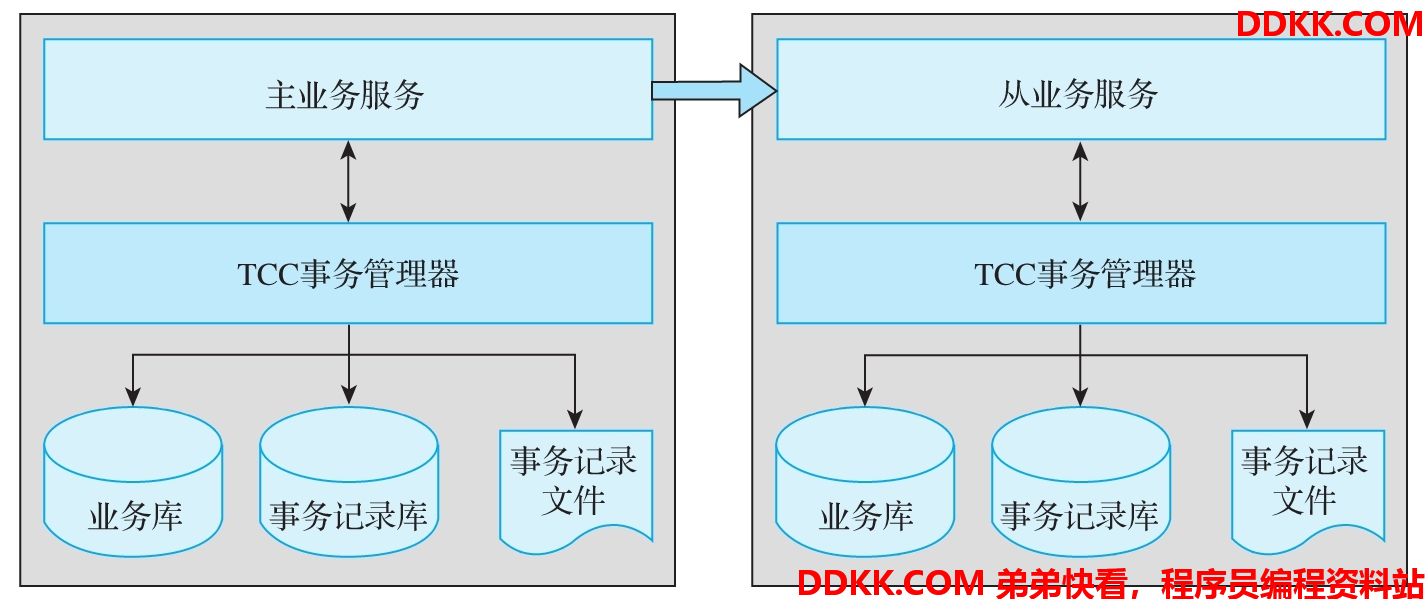 DDKK.COM
主业务服务
从业务服务
TCC事务管理器
TCC事务管理器
业务库
事务记录库
事务记录
文件
业务库
事务记录库
事务记录
文件
DDKK.COM 弟弟快看，程序员编程资料站